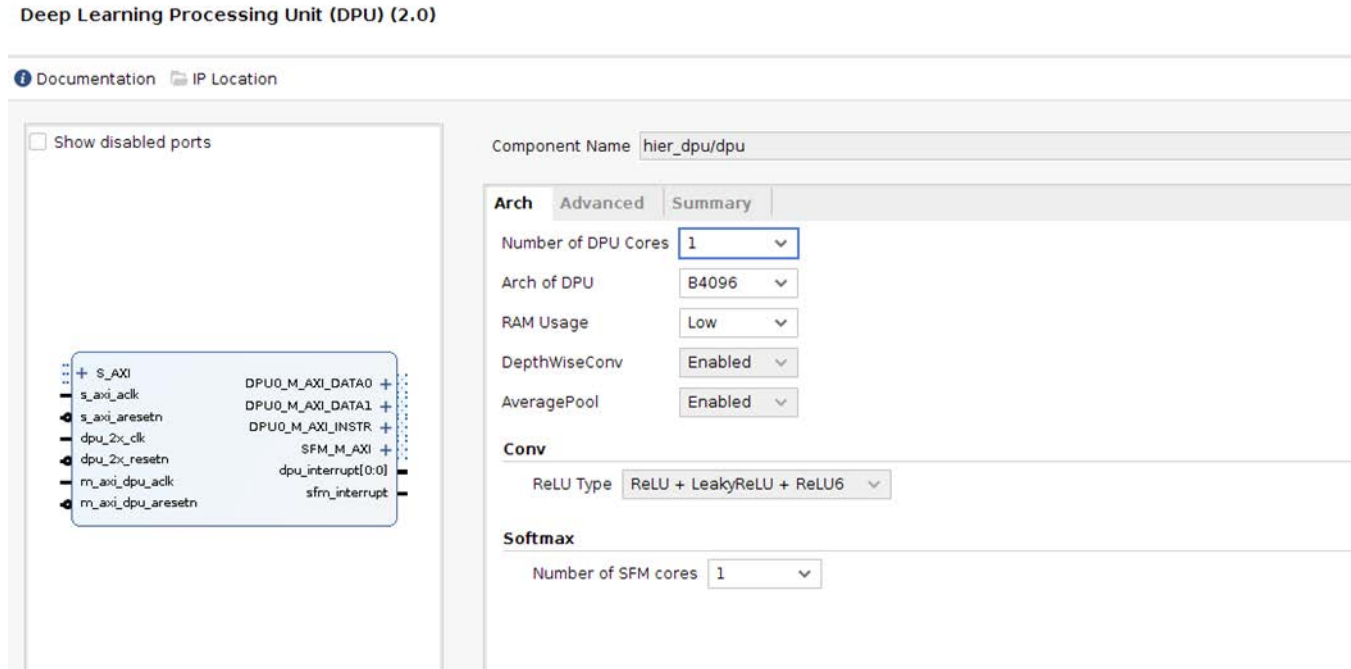 Deep Learning Processing Unit (DPU) (2.0)
Documentation IP Location
Show disabled ports
S_AXI
s_axi_aclk
s_axi_aresetn
dpu_2x_clk
dpu_2x_resetn
m_axi_dpu_aclk
m_axi_dpu_aresetn
DPU0_M_AXI_DATA0
DPU0_M_AXI_DATA1
DPU0_M_AXI_INSTR
SFM_M_AXI
dpu_interrupt[0:0]
sfm_interrupt
Component Name hier_dpu/dpu
Arch Advanced Summary
Number of DPU Cores 1
Arch of DPU B4096
RAM Usage Low
DepthWiseConv Enabled
AveragePool Enabled
Conv
ReLU Type ReLU + LeakyReLU + ReLU6
Softmax
Number of SFM cores 1